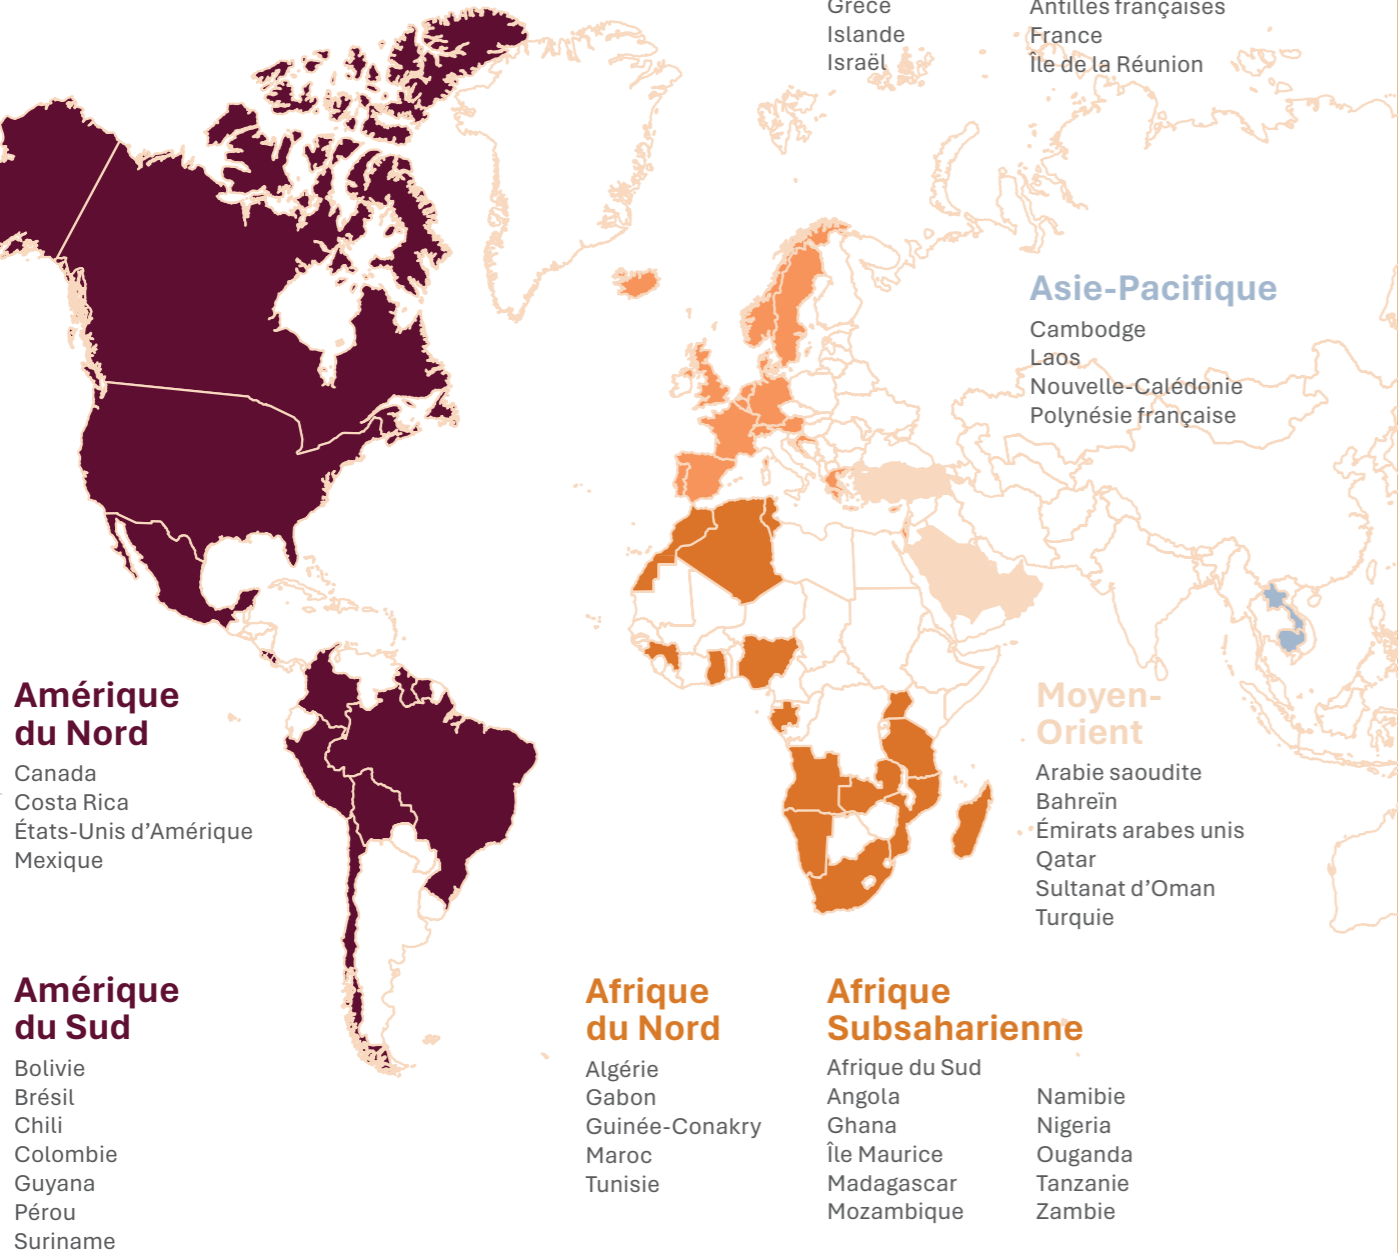 Grèce
Islande
Israël
Antilles françaises
France
Île de la Réunion
Asie-Pacifique
Cambodge
Laos
Nouvelle-Calédonie
Polynésie française
Amérique
du Nord
Canada
Costa Rica
États-Unis d’Amérique
Mexique
Moyen-
Orient
Arabie saoudite
Bahreïn
Émirats arabes unis
Qatar
Sultanat d’Oman
Turquie
Amérique
du Sud
Bolivie
Brésil
Chili
Colombie
Guyana
Pérou
Suriname
Afrique
du Nord
Algérie
Gabon
Guinée-Conakry
Maroc
Tunisie
Afrique
Subsaharienne
Afrique du Sud
Angola
Ghana
Île Maurice
Madagascar
Mozambique
Namibie
Nigeria
Ouganda
Tanzanie
Zambie